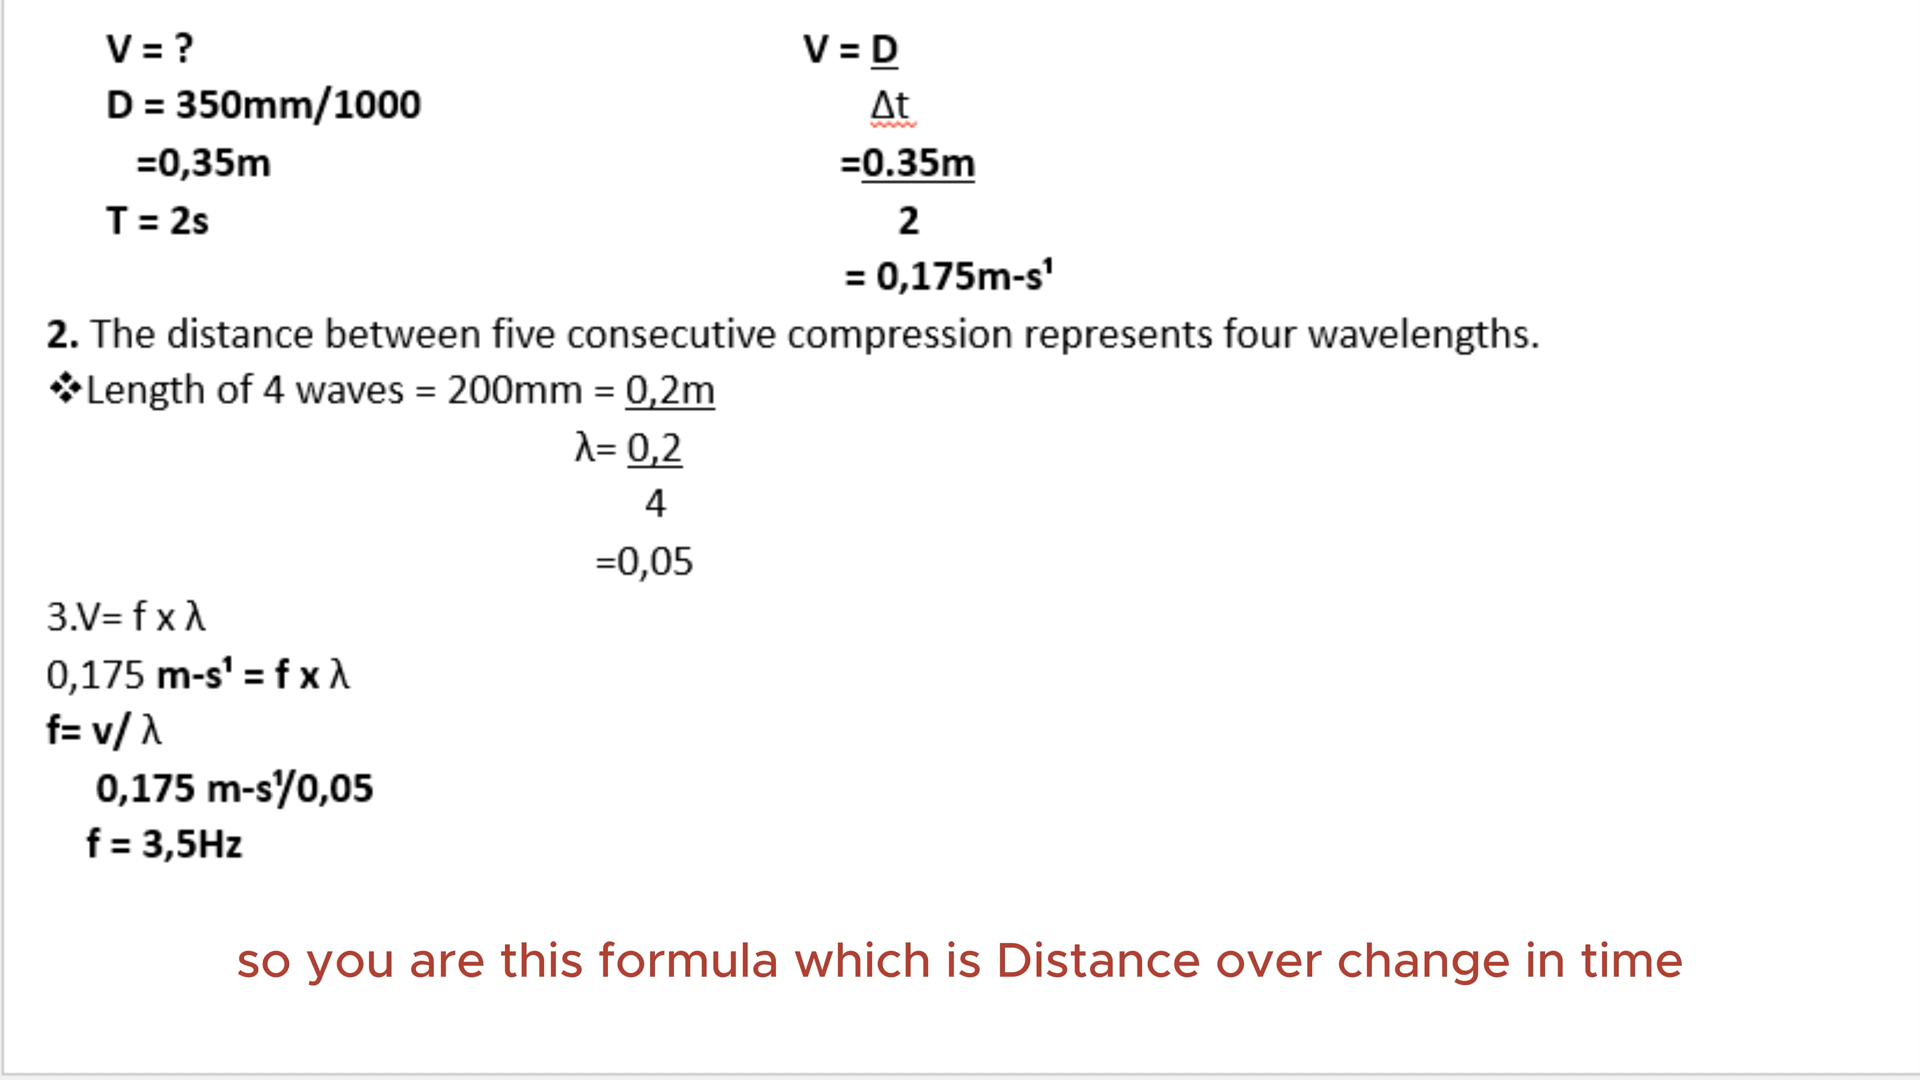 V = ?
D = 350mm/1000
=0,35m
T = 2s
V = D
Δt
=0.35m
2
= 0,175m-s¹
2. The distance between five consecutive compression represents four wavelengths.
❖Length of 4 waves = 200mm = 0,2m
λ= 0,2
4
=0,05
3.V= f x λ
0,175 m-s¹ = f x λ
f= v/ λ
0,175 m-s¹/0,05
f = 3,5Hz
so you are this formula which is Distance over change in time